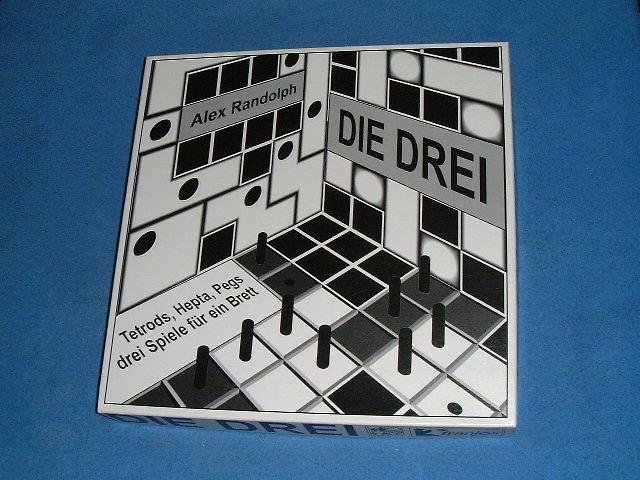 Alex Randolph
DIE DREI
Tetrods, Hepta, Pegs
drei Spiele für ein Brett
DIE DREI